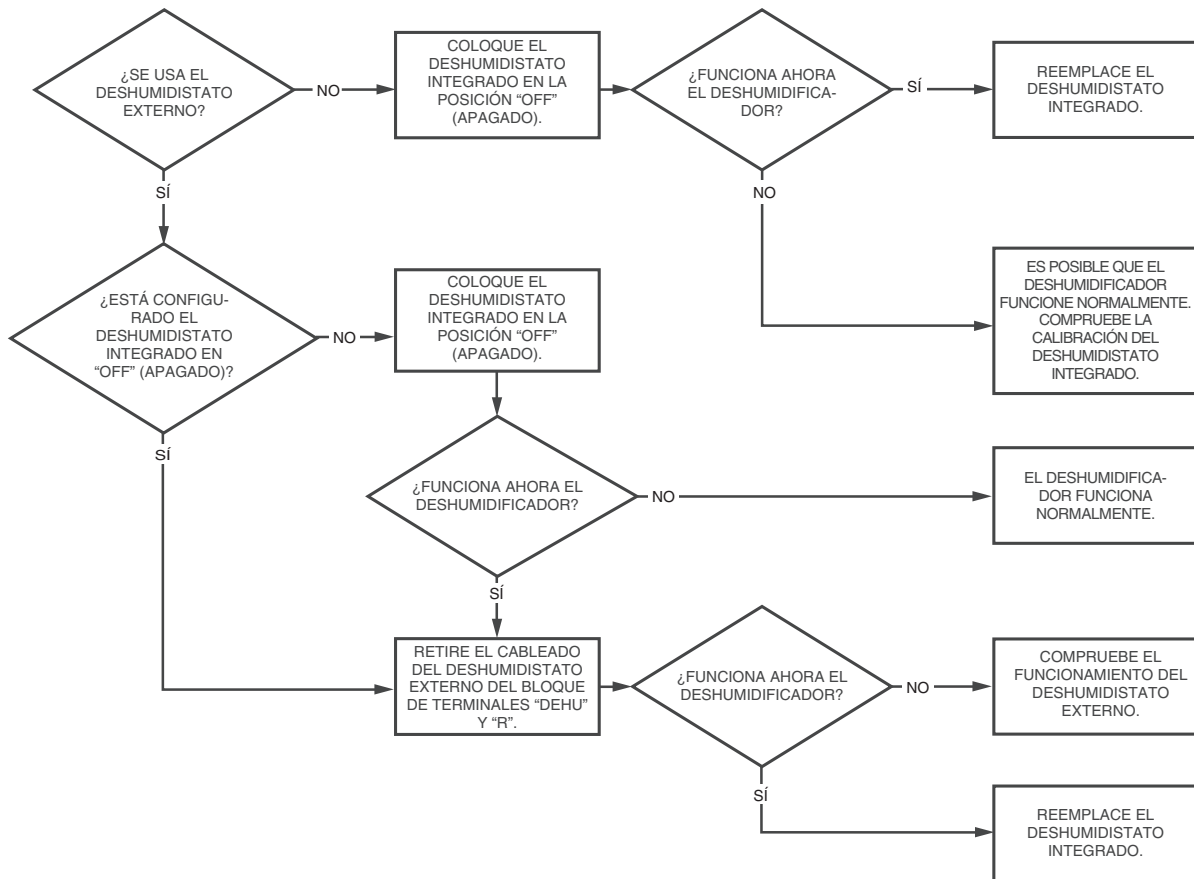 ¿SE USA EL
DESHUMIDISTATO
EXTERNO?
NO
COLOQUE EL
DESHUMIDISTATO
INTEGRADO EN LA
POSICIÓN “OFF”
(APAGADO).
¿FUNCIONA AHORA
EL DESHUMIFICA-
DOR?
SÍ
REEMPLACE EL
DESHUMIDISTATO
INTEGRADO.
SÍ
NO
ES POSIBLE QUE EL
DESHUMIDIFICADOR
FUNCIONE NORMALMENTE.
COMPRUEBE LA
CALIBRACIÓN DEL
DESHUMIDISTATO
INTEGRADO.
¿ESTÁ CONFIGU-
RADO EL
DESHUMIDISTATO
INTEGRADO EN
“OFF” (APAGADO)?
NO
COLOQUE EL
DESHUMIDISTATO
INTEGRADO EN LA
POSICIÓN “OFF”
(APAGADO).
SÍ
¿FUNCIONA AHORA EL
DESHUMIDIFICADOR?
NO
EL DESHUMIDIFICA-
ADOR FUNCIONA
NORMALMENTE.
SÍ
RETIRE EL CABLEADO
DEL DESHUMIDISTATO
EXTERNO DEL BLOQUE
DE TERMINALES “DEHU”
Y “R”.
¿FUNCIONA AHORA EL
DESHUMIDIFICADOR?
NO
COMPRUEBE EL
FUNCIONAMIENTO DEL
DESHUMIDISTATO
EXTERNO.
SÍ
REEMPLACE EL
DESHUMIDISTATO
INTEGRADO.